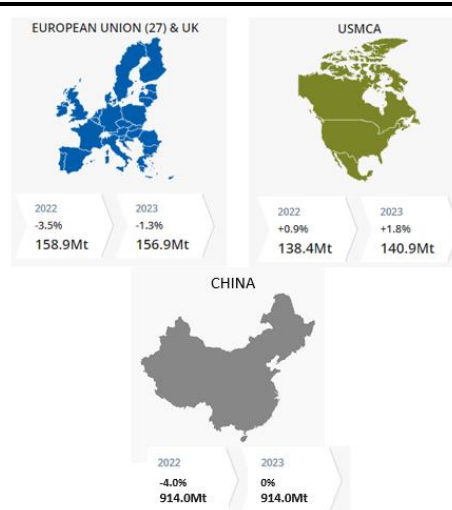 EUROPEAN UNION (27) & UK
2022
-3.5%
158.9Mt
2023
-1.3%
156.9Mt
USMCA
2022
+0.9%
138.4Mt
2023
+1.8%
140.9Mt
CHINA
2022
-4.0%
914.0Mt
2023
0%
914.0Mt